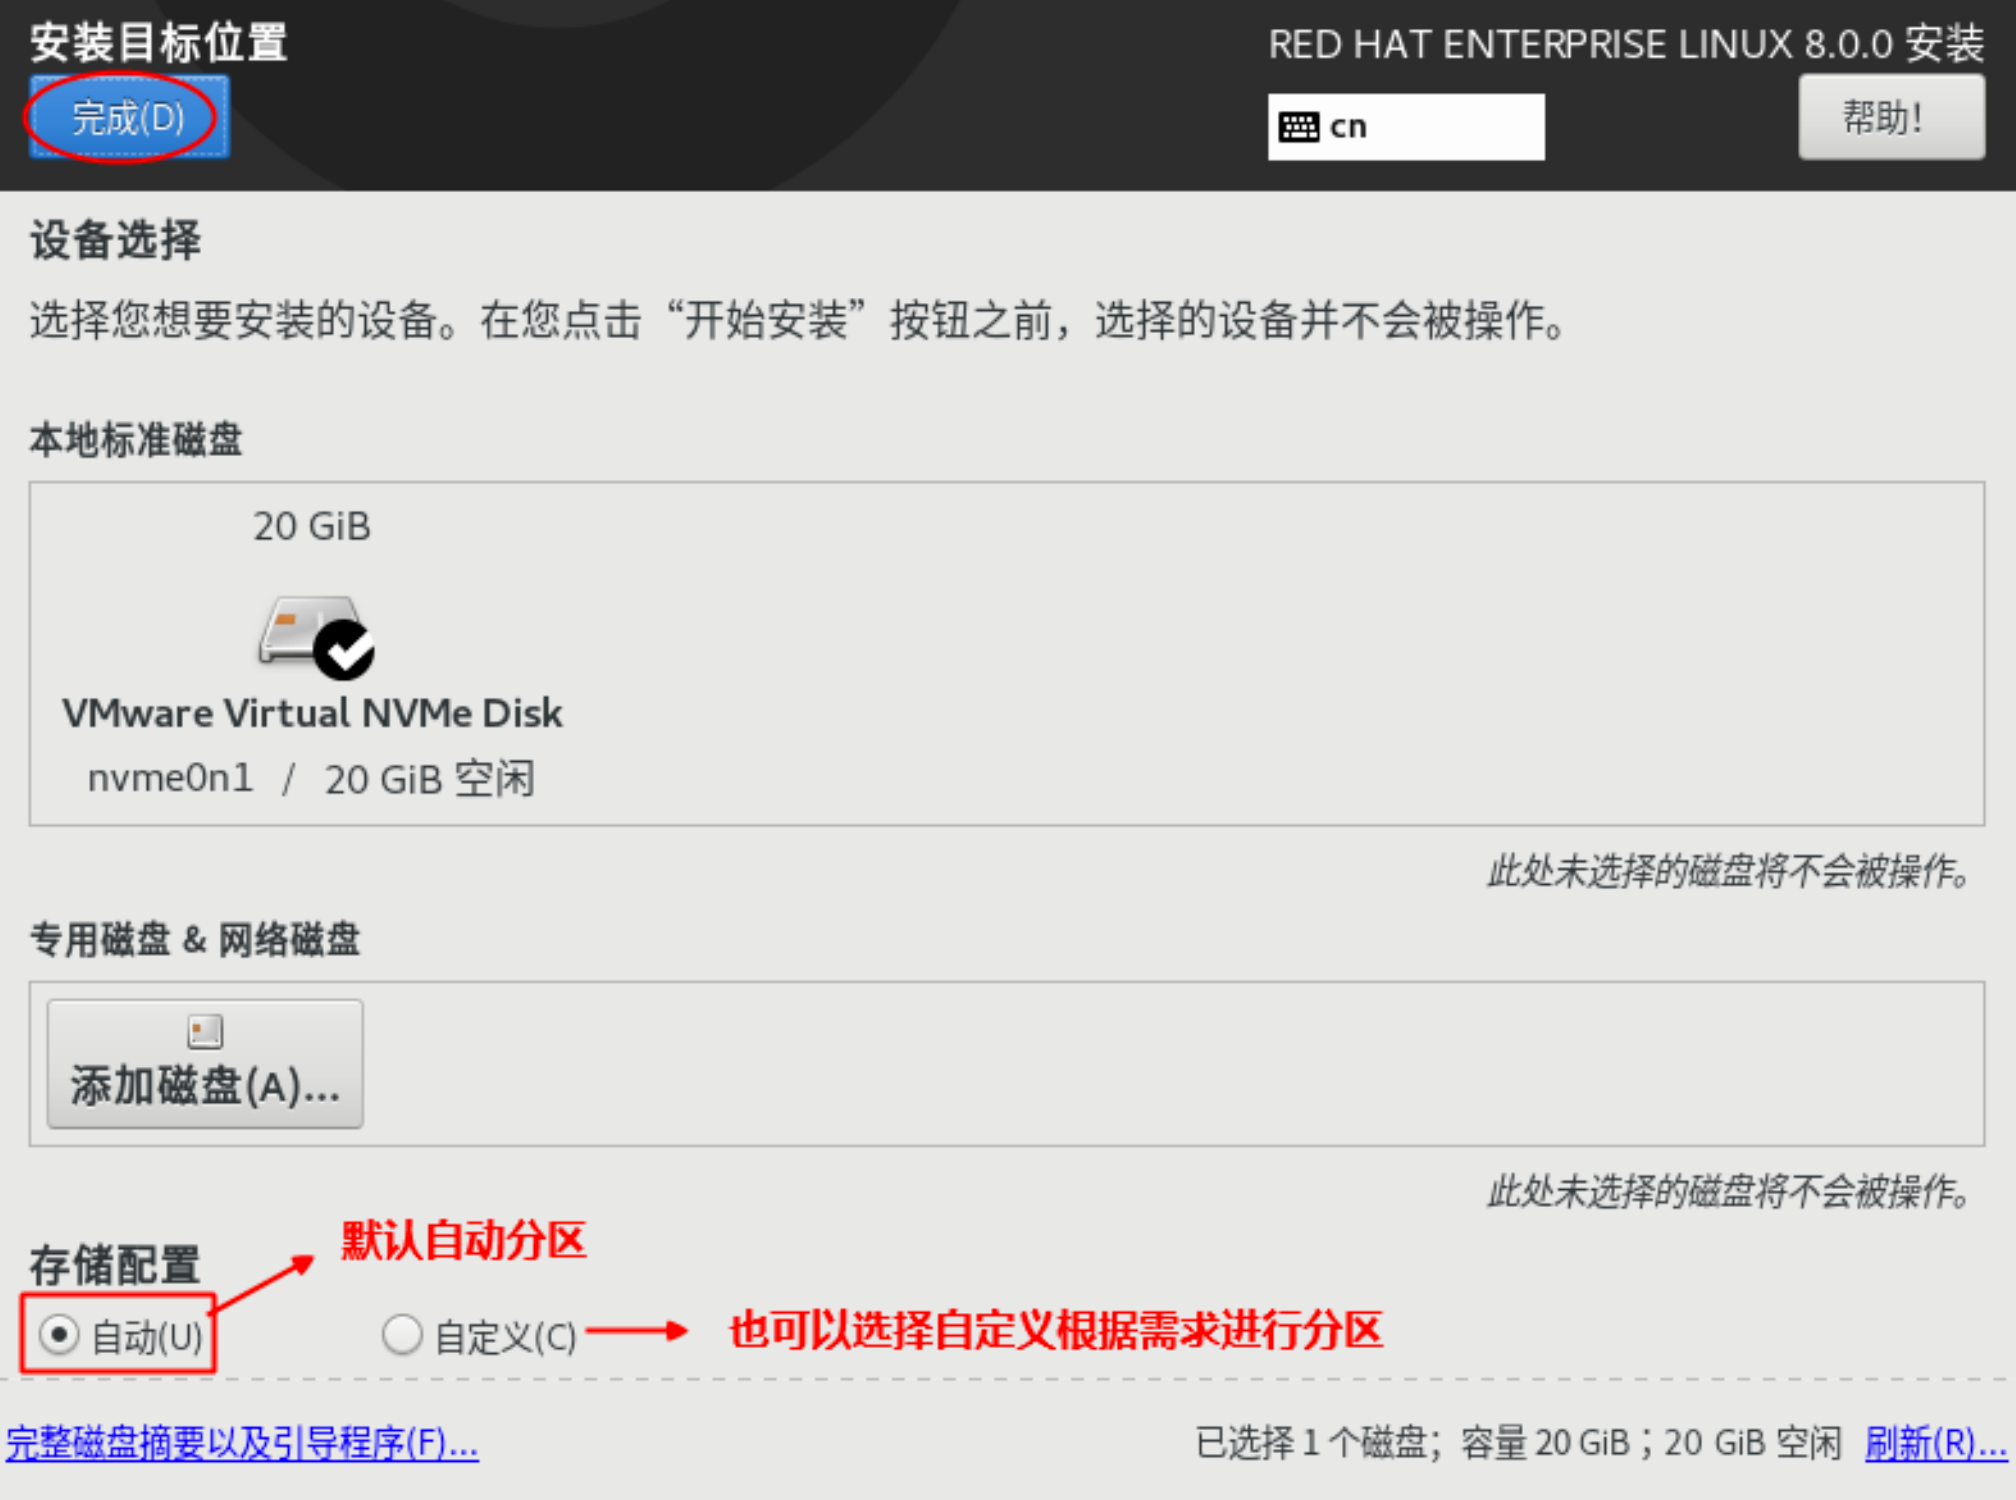 安装目标位置
RED HAT ENTERPRISE LINUX 8.0.0 安装
完成(D)
cn
帮助！
设备选择
选择您想要安装的设备。在您点击“开始安装”按钮之前，选择的设备并不会被操作。
本地标准磁盘
20 GiB
VMware Virtual NVMe Disk
nvme0n1 / 20 GiB 空闲
此处未选择的磁盘将不会被操作。
专用磁盘 & 网络磁盘
添加磁盘(A)...
此处未选择的磁盘将不会被操作。
默认自动分区
存储配置
自动(U)
自定义(C)
也可以选择自定义根据需求进行分区
完整磁盘摘要以及引导程序(F)...
已选择 1 个磁盘；容量 20 GiB；20 GiB 空闲 刷新(R)...